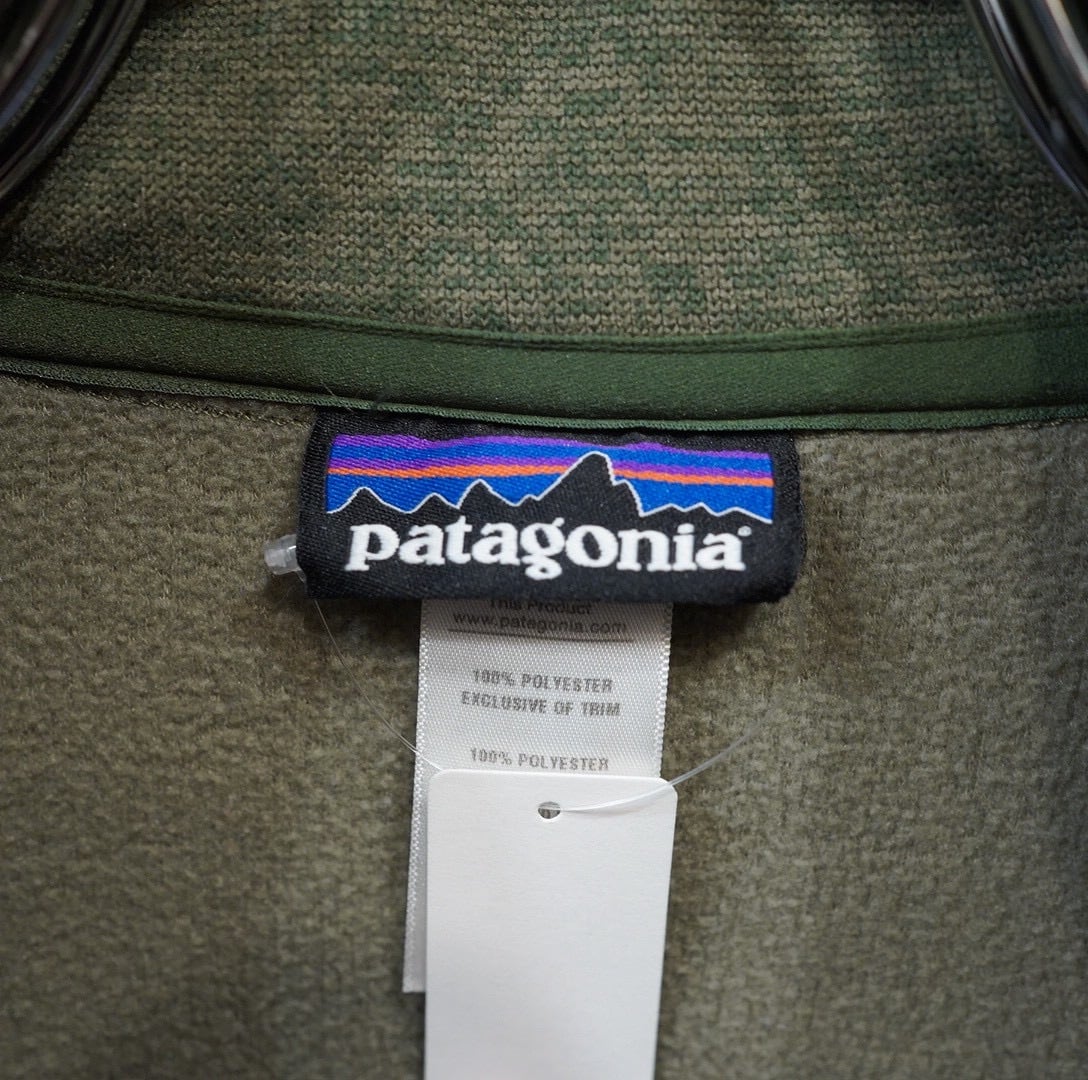 patagonia®
This Product
www.patagonia.com
100% POLYESTER
EXCLUSIVE OF TRIM
100% POLYESTER